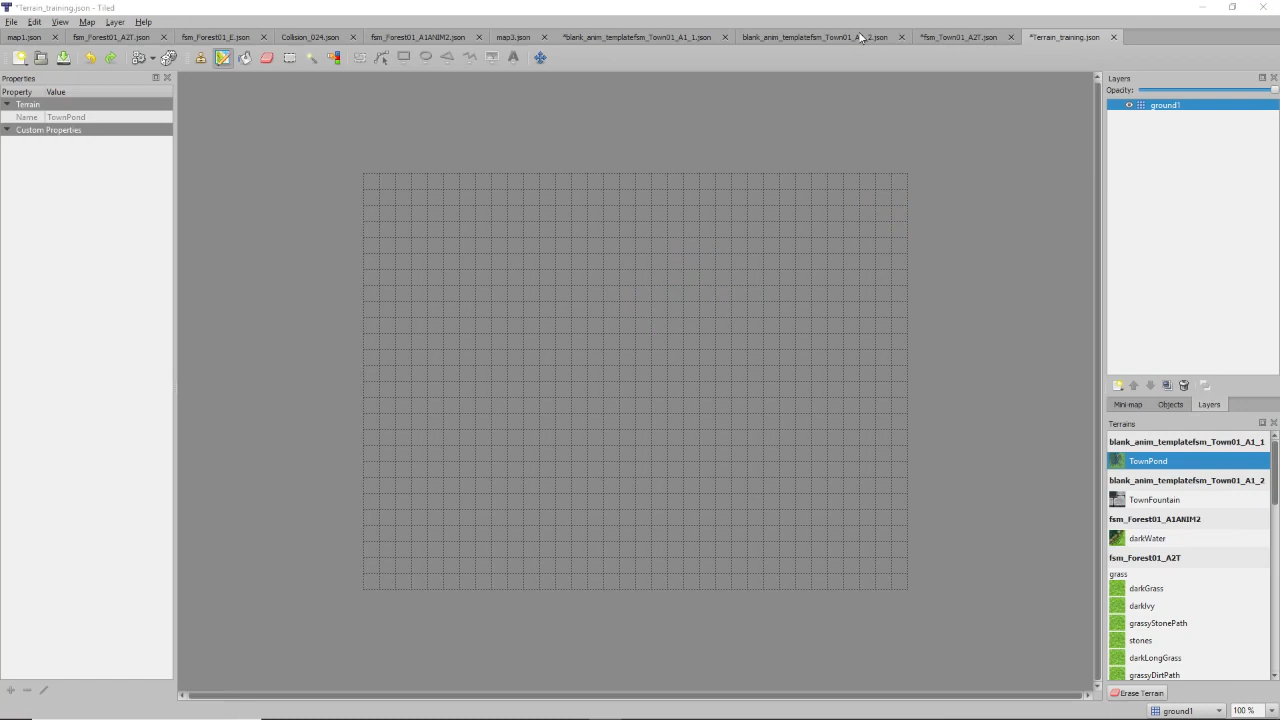 *Terrain_training.json - Tiled
File Edit View Map Layer Help
map1.json fsm_Forest01_A2T.json fsm_Forest01_E.json Collision_024.json fsm_Forest01_A1ANIM2.json map3.json *blank_anim_templatefsm_Town01_A1_1.json blank_anim_templatefsm_Town01_A1_2.json *fsm_Town01_A2T.json *Terrain_training.json
Properties
Property Value
Terrain
Name TownPond
Custom Properties
Layers
Opacity:
ground1
Mini-map Objects Layers
Terrains
blank_anim_templatefsm_Town01_A1_1
TownPond
blank_anim_templatefsm_Town01_A1_2
TownFountain
fsm_Forest01_A1ANIM2
darkWater
fsm_Forest01_A2T
grass
darkGrass
darkIvy
grassyStonePath
stones
darkLongGrass
grassyDirtPath
Erase Terrain
ground1 100 %